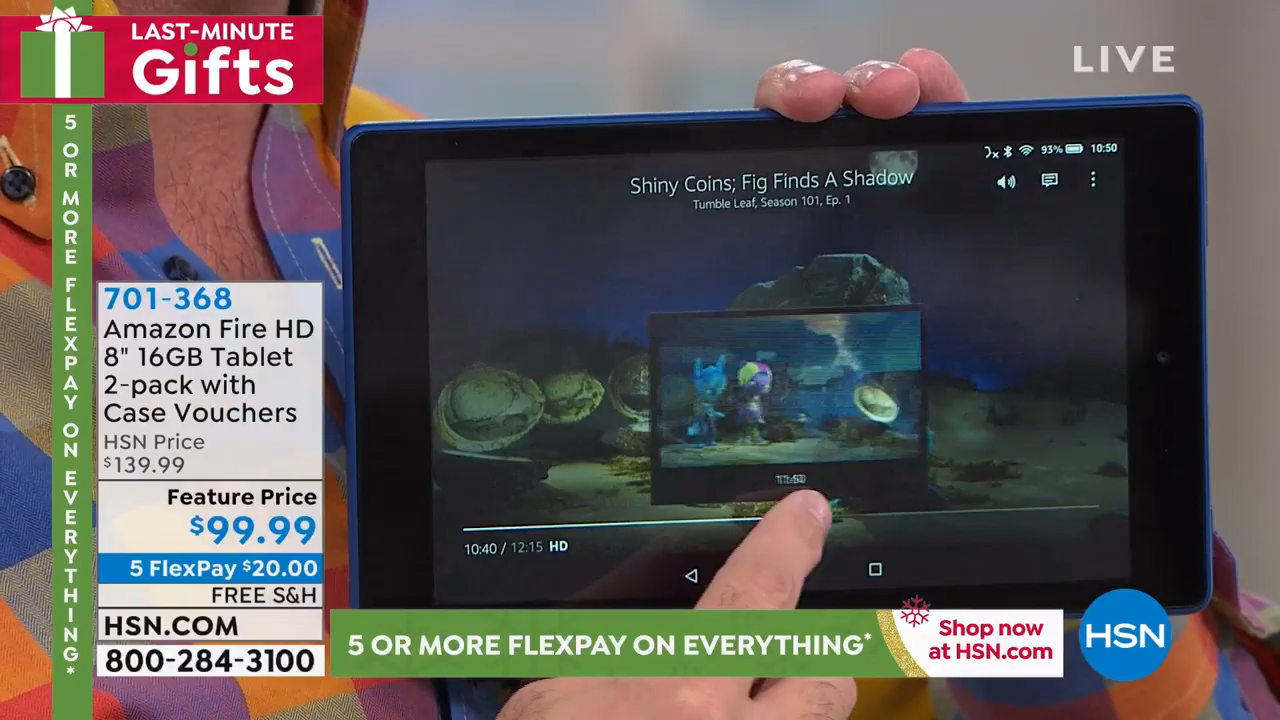 LAST-MINUTE
Gifts
LIVE
5 OR MORE FLEXPAY ON EVERYTHING*
93% 10:50
Shiny Coins; Fig Finds A Shadow
Tumble Leaf, Season 101, Ep. 1
701-368
Amazon Fire HD
8" 16GB Tablet
2-pack with
Case Vouchers
HSN Price
$139.99
Feature Price
$99.99
5 FlexPay $20.00
FREE S&H
HSN.COM
800-284-3100
10:40 / 12:15 HD
5 OR MORE FLEXPAY ON EVERYTHING*
Shop now
at HSN.com
HSN